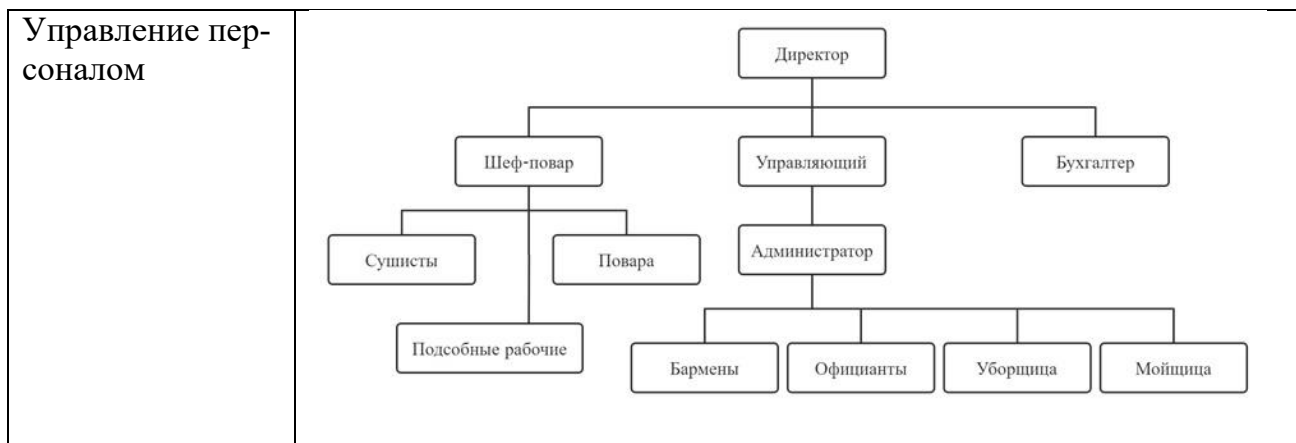 Управление пер-
соналом
Директор
Шеф-повар
Управляющий
Бухгалтер
Сушисты
Повара
Администратор
Подсобные рабочие
Бармены
Официанты
Уборщица
Мойщица